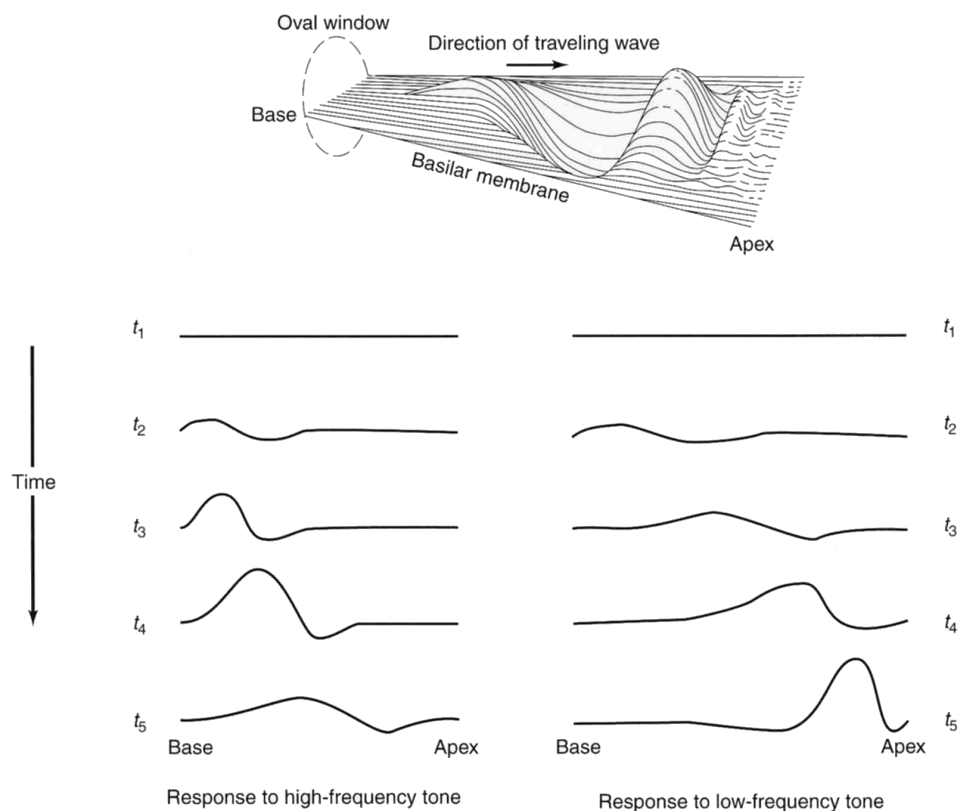 Oval window
Direction of traveling wave
Base
Basilar membrane
Apex
t1 t1
t2 t2
Time
t3 t3
t4 t4
t5 t5
Base Apex Base Apex
Response to high-frequency tone Response to low-frequency tone